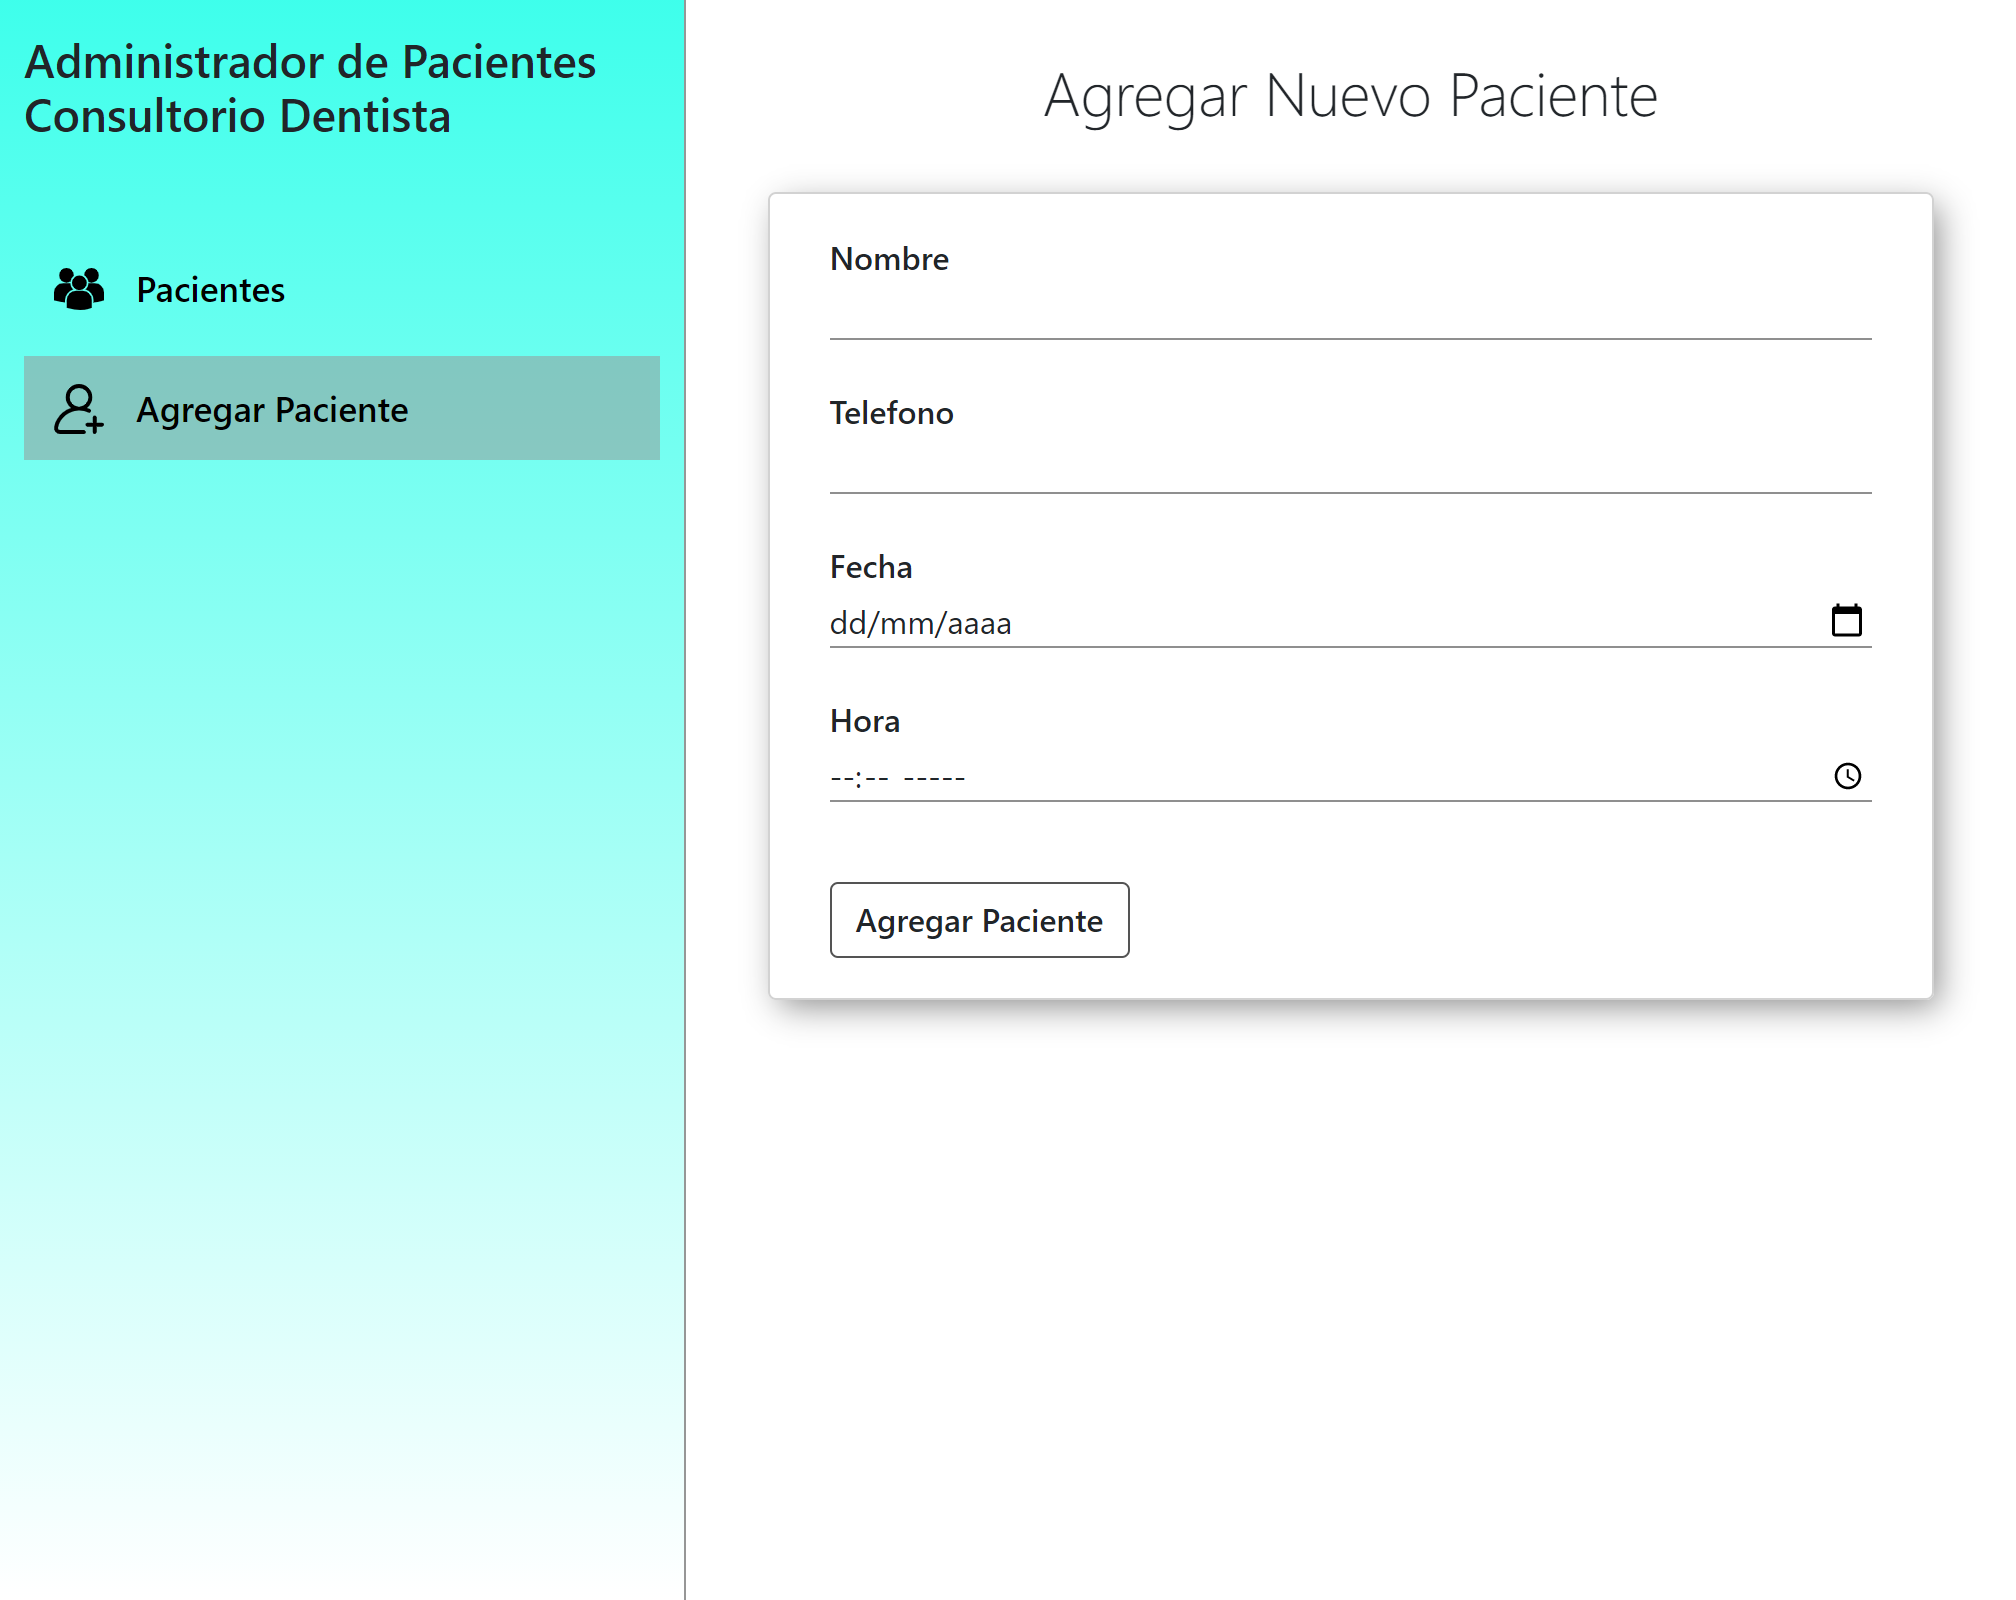 Administrador de Pacientes
Consultorio Dentista
Pacientes
Agregar Paciente
Agregar Nuevo Paciente
Nombre
Telefono
Fecha
dd/mm/aaaa
Hora
--:-- -----
Agregar Paciente